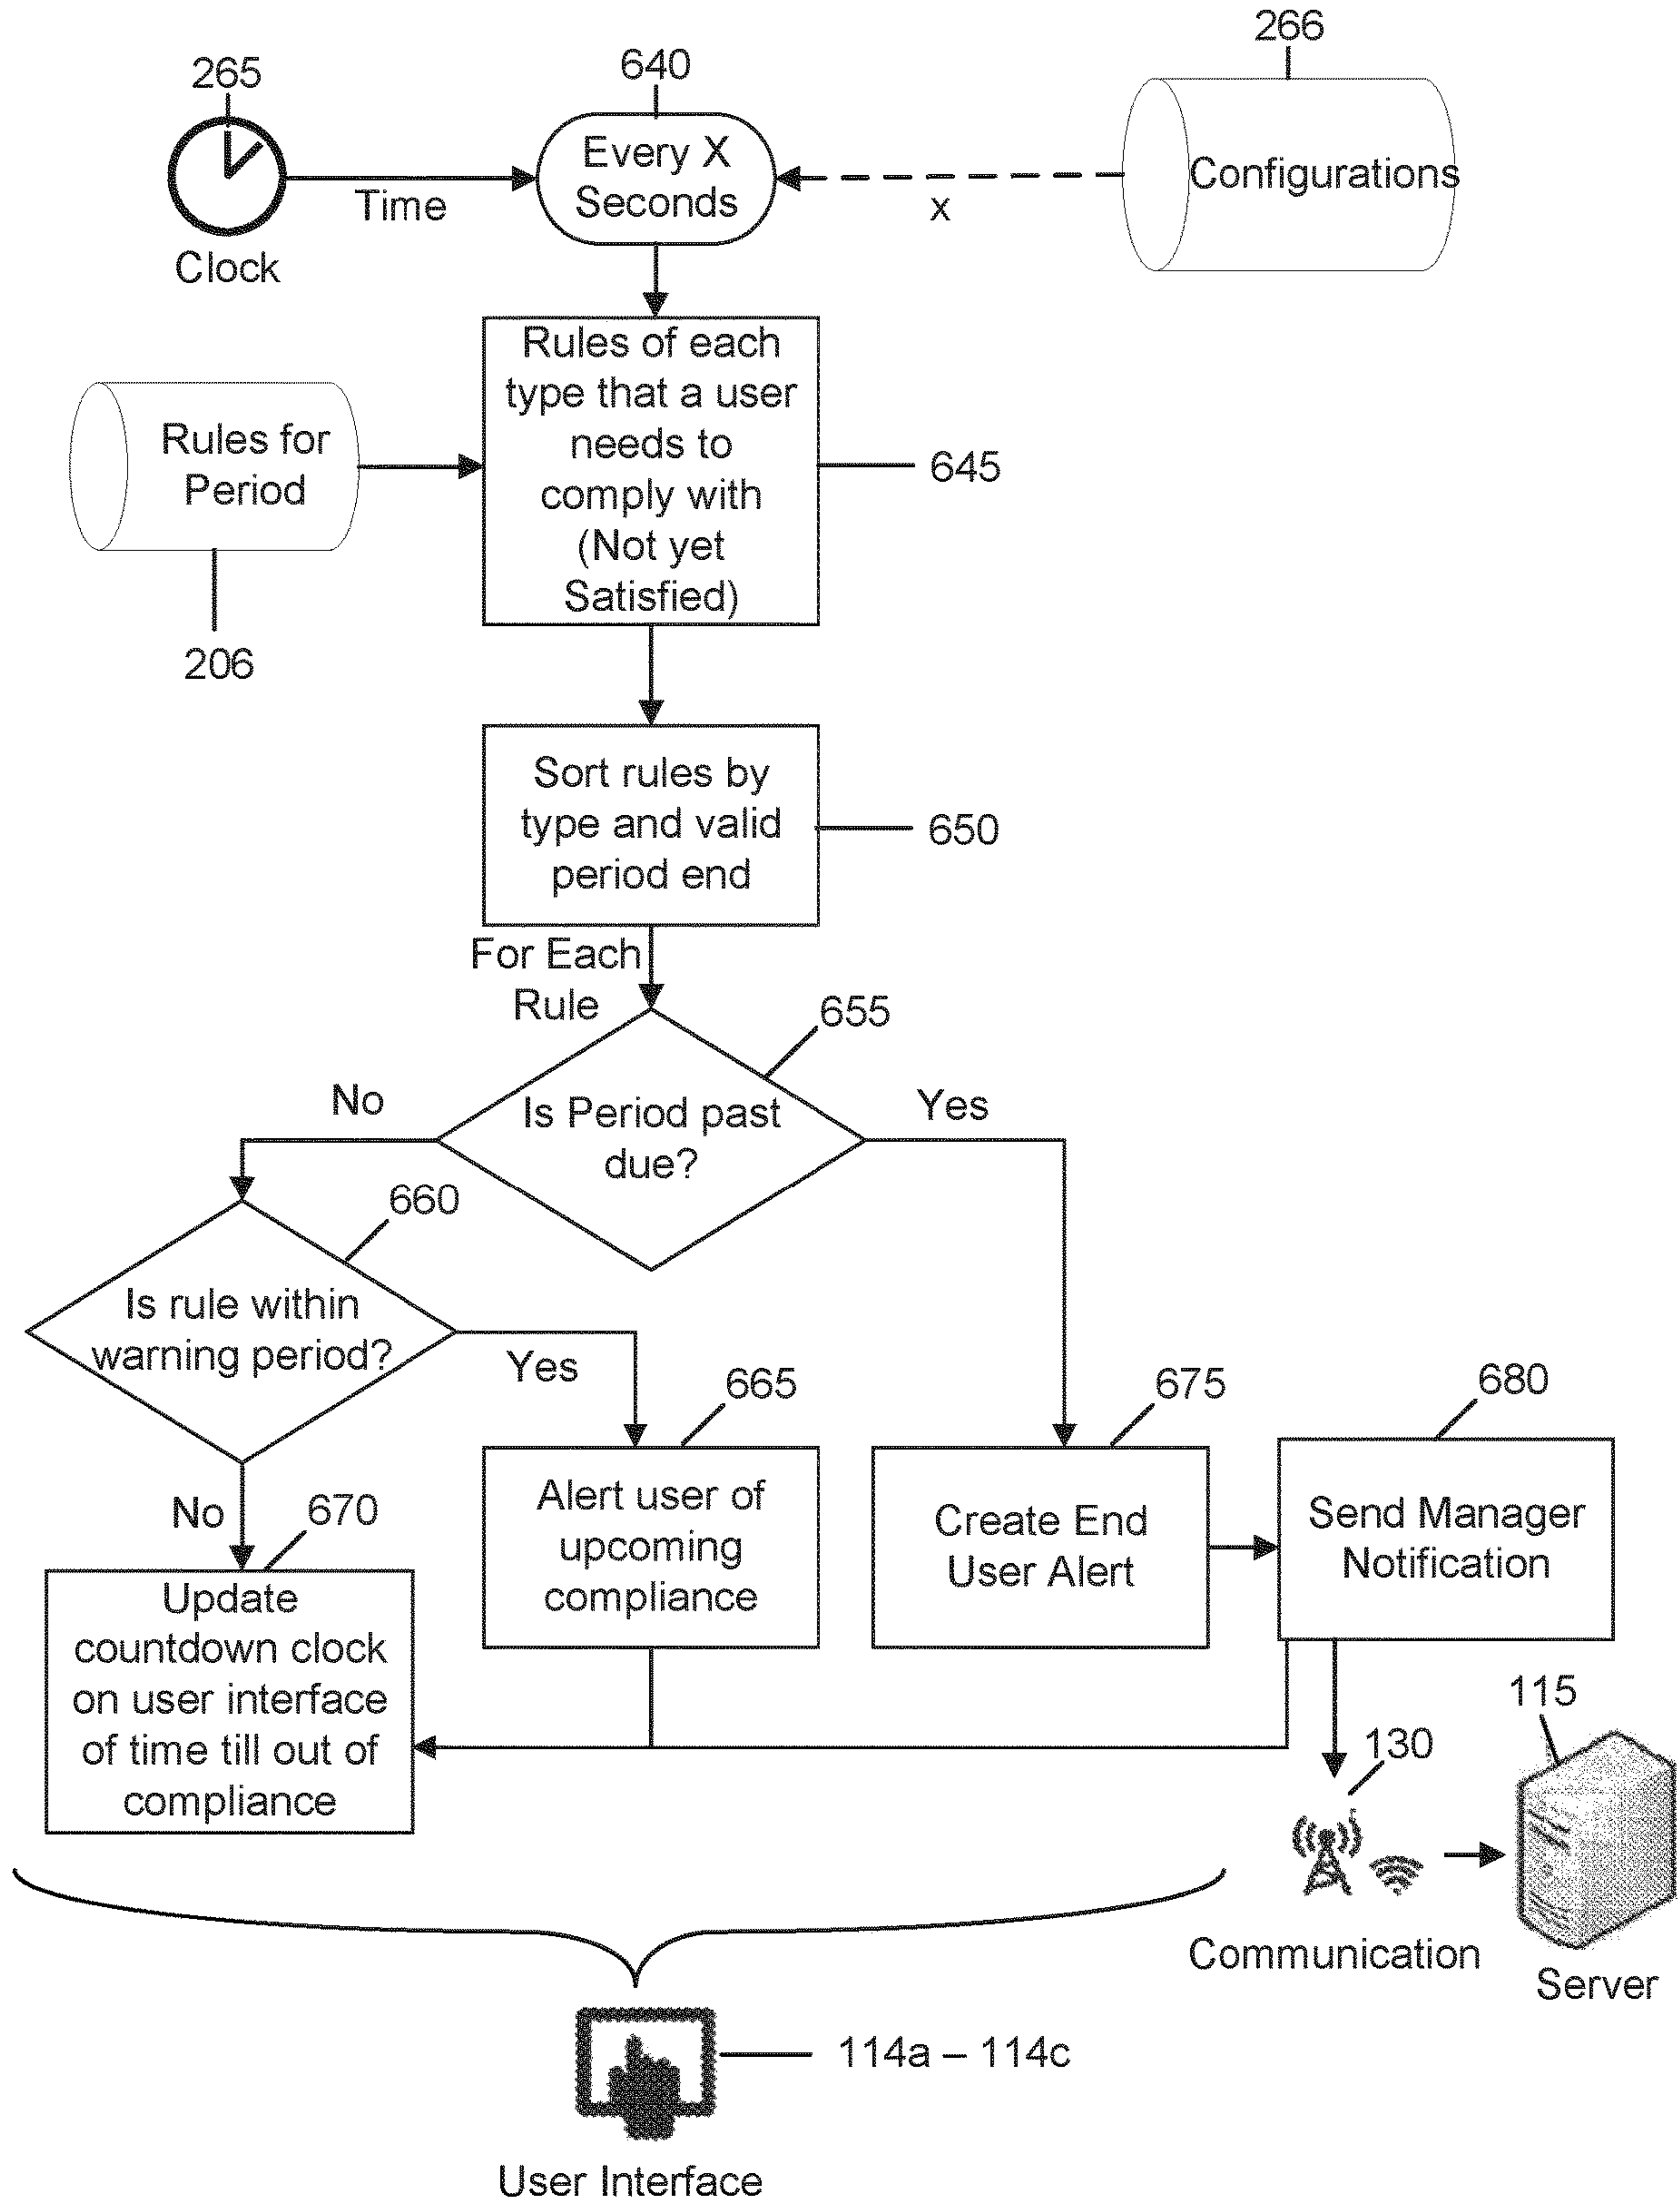 266
265
640
Every X
Seconds
Configurations
Time
x
Clock
Rules of each
type that a user
needs to
comply with
(Not yet
Satisfied)
Rules for
Period
645
206
Sort rules by
type and valid
period end
650
For Each
Rule
655
No
Yes
Is Period past
due?
660
Is rule within
warning period?
Yes
665
675
680
No
670
Alert user of
upcoming
compliance
Create End
User Alert
Send Manager
Notification
Update
countdown clock
on user interface
of time till out of
compliance
115
130
Communication
Server
114a – 114c
User Interface